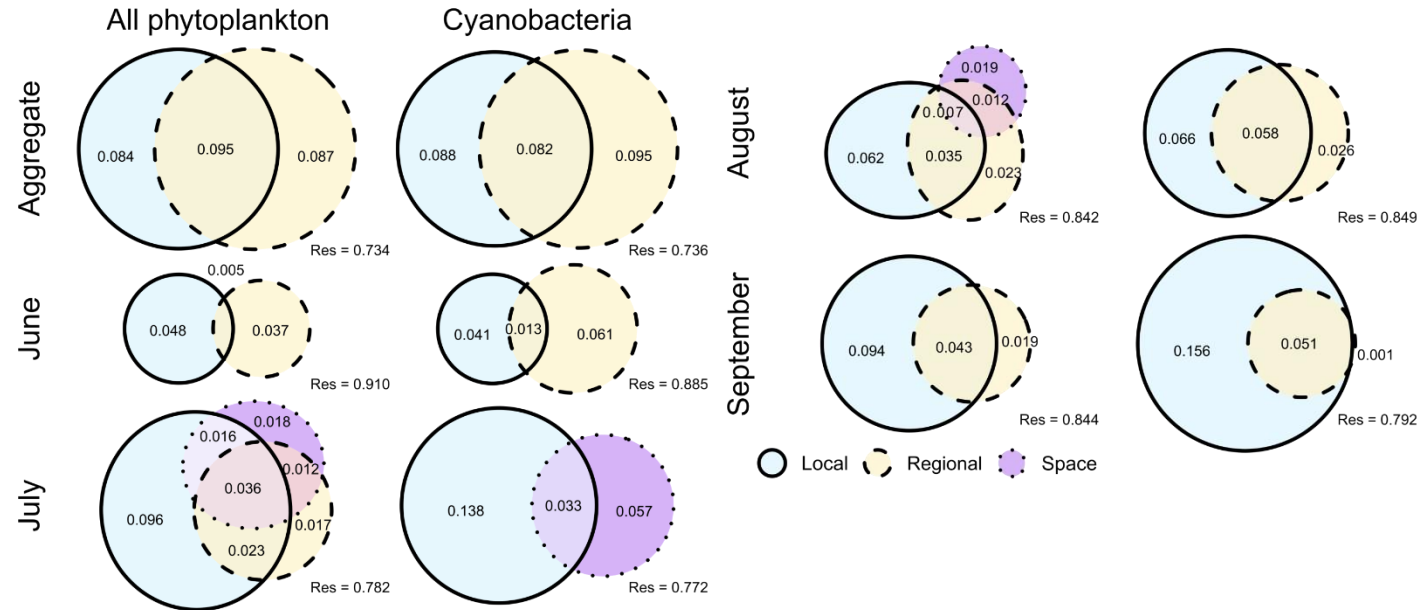 All phytoplankton
Cyanobacteria
Aggregate
0.084
0.095
0.087
Res = 0.734
0.088
0.082
0.095
Res = 0.736
June
0.005
0.048
0.037
Res = 0.910
0.041
0.013
0.061
Res = 0.885
July
0.018
0.016
0.012
0.036
0.096
0.017
0.023
Res = 0.782
0.138
0.033
0.057
Res = 0.772
August
0.019
0.012
0.007
0.062
0.035
0.023
Res = 0.842
0.066
0.058
0.026
Res = 0.849
September
0.094
0.043
0.019
Res = 0.844
0.156
0.051
0.001
Res = 0.792
Local
Regional
Space